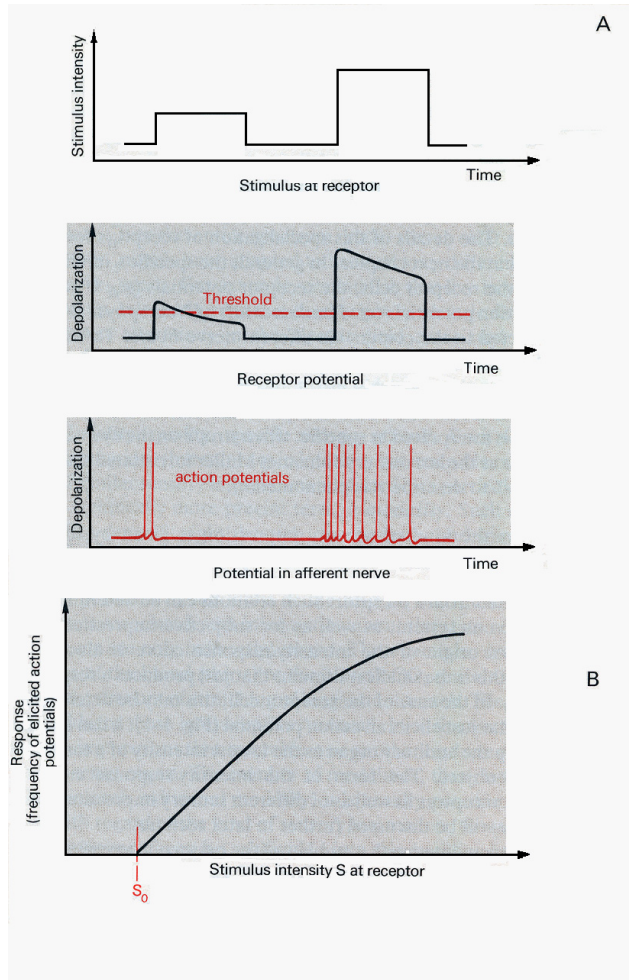 A
Stimulus intensity
Time
Stimulus at receptor
Depolarization
Threshold
Time
Receptor potential
Depolarization
action potentials
Time
Potential in afferent nerve
B
Response
(frequency of elicited action
potentials)
Stimulus intensity S at receptor
S₀